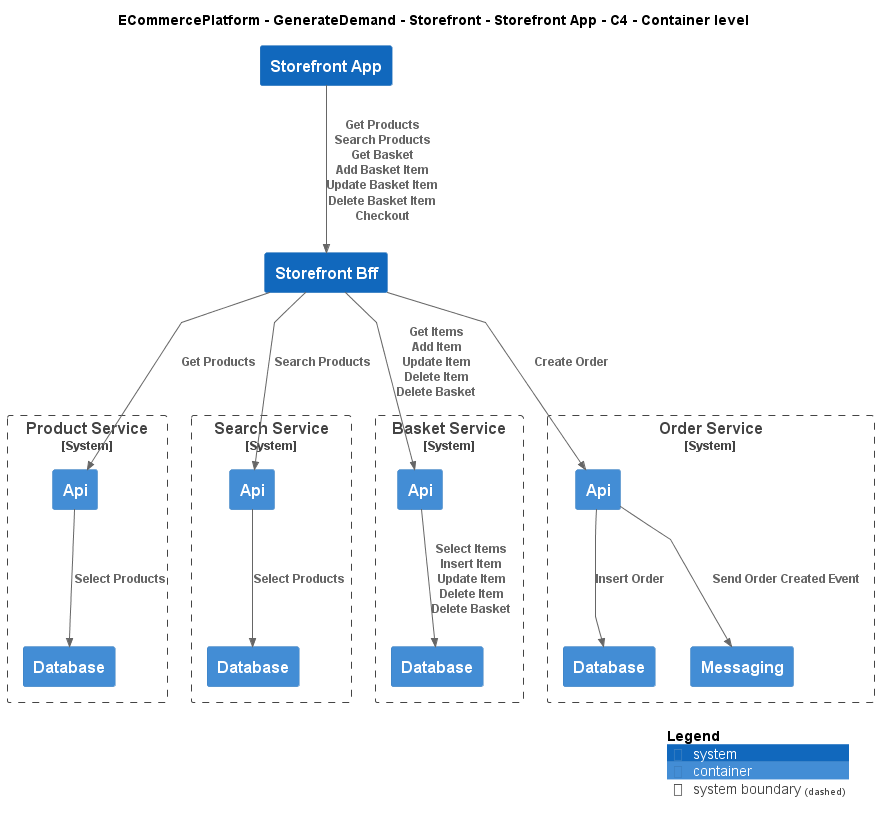 ECommercePlatform - GenerateDemand - Storefront - Storefront App - C4 - Container level
Storefront App
Get Products
Search Products
Get Basket
Add Basket Item
Update Basket Item
Delete Basket Item
Checkout
Storefront Bff
Get Products
Search Products
Get Items
Add Item
Update Item
Delete Item
Delete Basket
Create Order
Product Service
[System]
Api
Select Products
Database
Search Service
[System]
Api
Select Products
Database
Basket Service
[System]
Api
Select Items
Insert Item
Update Item
Delete Item
Delete Basket
Database
Order Service
[System]
Api
Insert Order
Send Order Created Event
Database
Messaging
Legend
system
container
system boundary (dashed)